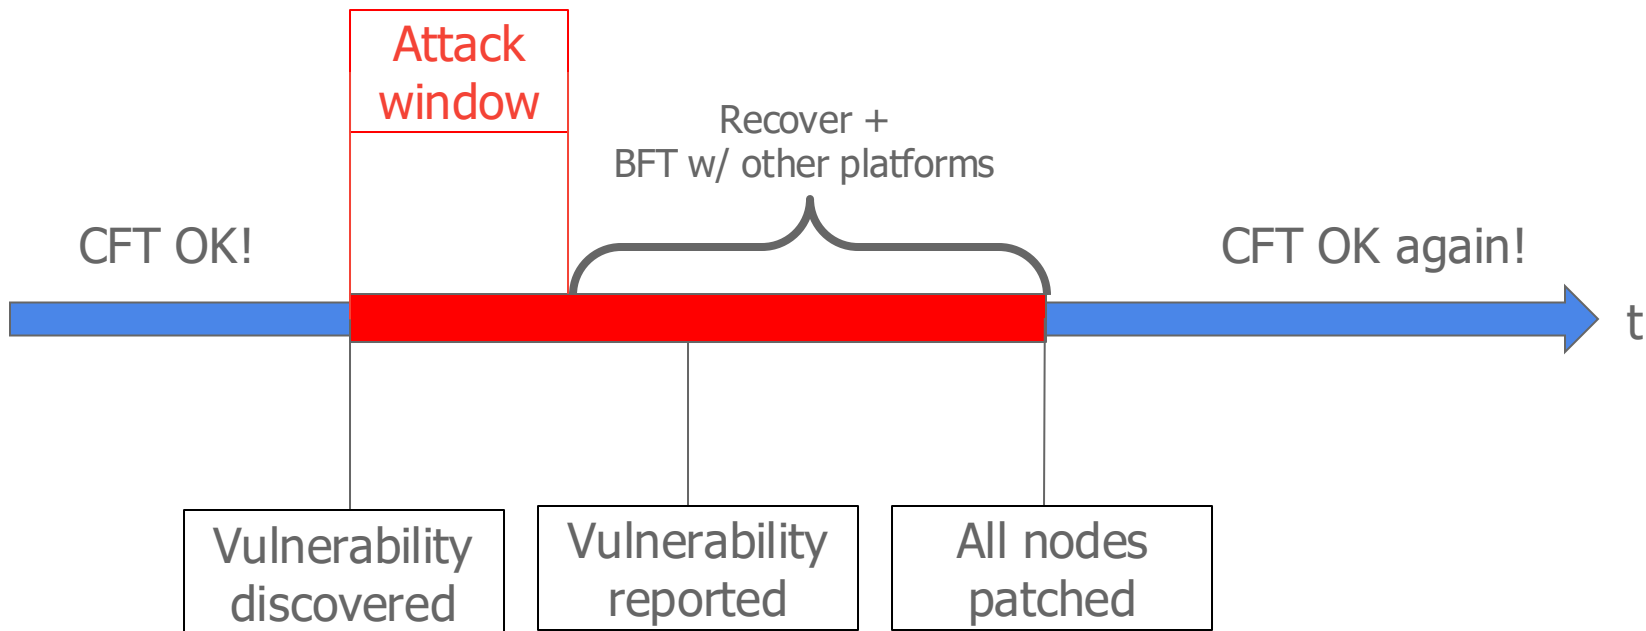 Attack
window
Recover +
BFT w/ other platforms
CFT OK!
CFT OK again!
t
Vulnerability
discovered
Vulnerability
reported
All nodes
patched